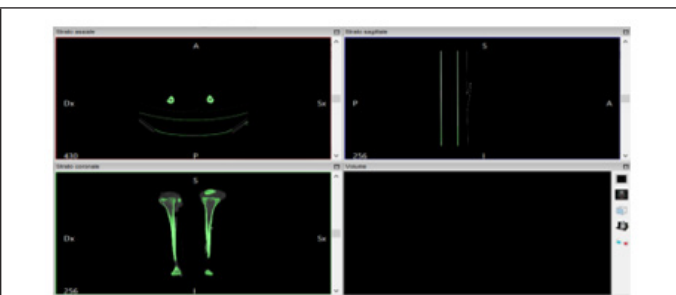 Strato assiale
A
Dx
Sx
430
P
Strato sagittale
S
P
A
256
I
Strato coronale
S
Dx
Sx
256
I
Volume